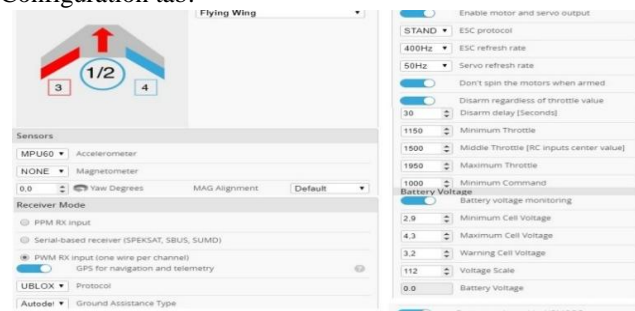 Configuration tab:
Flying Wing
1/2
3
4
Sensors
MPU60 Accelerometer
NONE Magnetometer
0.0 Yaw Degrees MAG Alignment Default
Receiver Mode
PPM RX input
Serial-based receiver (SPEKSAT, SBUS, SUMD)
PWM RX input (one wire per channel)
GPS for navigation and telemetry
UBLOX Protocol
Autodet Ground Assistance Type
Enable motor and servo output
STAND ESC protocol
400Hz ESC refresh rate
50Hz Servo refresh rate
Don't spin the motors when armed
Disarm regardless of throttle value
30 Disarm delay [Seconds]
1150 Minimum Throttle
1500 Middle Throttle [RC inputs center value]
1950 Maximum Throttle
1000 Minimum Command
Battery Voltage
Battery voltage monitoring
2,9 Minimum Cell Voltage
4,3 Maximum Cell Voltage
3,2 Warning Cell Voltage
112 Voltage Scale
0.0 Battery Voltage